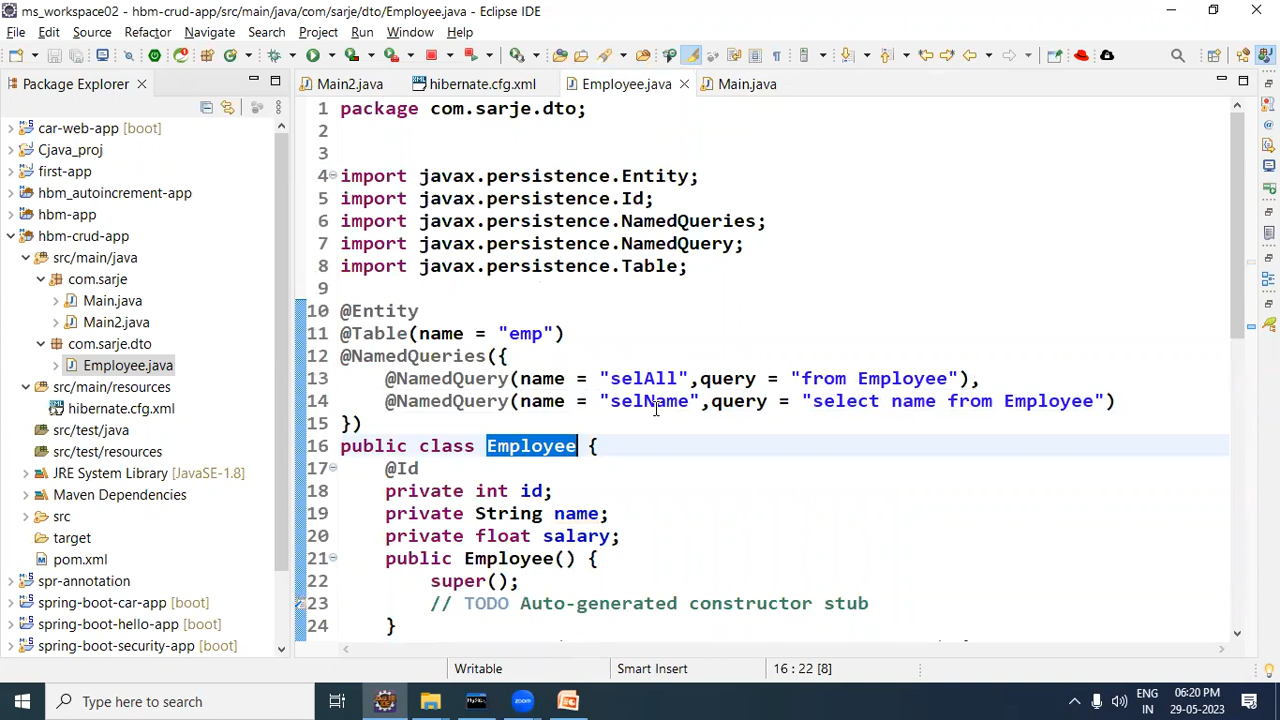 ms_workspace02 - hbm-crud-app/src/main/java/com/sarje/dto/Employee.java - Eclipse IDE
File Edit Source Refactor Navigate Search Project Run Window Help
Package Explorer
Main2.java hibernate.cfg.xml Employee.java Main.java
car-web-app [boot]
Cjava_proj
first-app
hbm_autoincrement-app
hbm-app
hbm-crud-app
src/main/java
com.sarje
Main.java
Main2.java
com.sarje.dto
Employee.java
src/main/resources
hibernate.cfg.xml
src/test/java
src/test/resources
JRE System Library [JavaSE-1.8]
Maven Dependencies
src
target
pom.xml
spr-annotation
spring-boot-car-app [boot]
spring-boot-hello-app [boot]
spring-boot-security-app [boot]
1 package com.sarje.dto;
2
3
4 import javax.persistence.Entity;
5 import javax.persistence.Id;
6 import javax.persistence.NamedQueries;
7 import javax.persistence.NamedQuery;
8 import javax.persistence.Table;
9
10 @Entity
11 @Table(name = "emp")
12 @NamedQueries({
13 @NamedQuery(name = "selAll",query = "from Employee"),
14 @NamedQuery(name = "selName",query = "select name from Employee")
15 })
16 public class Employee {
17 @Id
18 private int id;
19 private String name;
20 private float salary;
21 public Employee() {
22 super();
23 // TODO Auto-generated constructor stub
24 }
Writable Smart Insert 16 : 22 [8]
Type here to search
zoom
ENG
IN
06:20 PM
29-05-2023